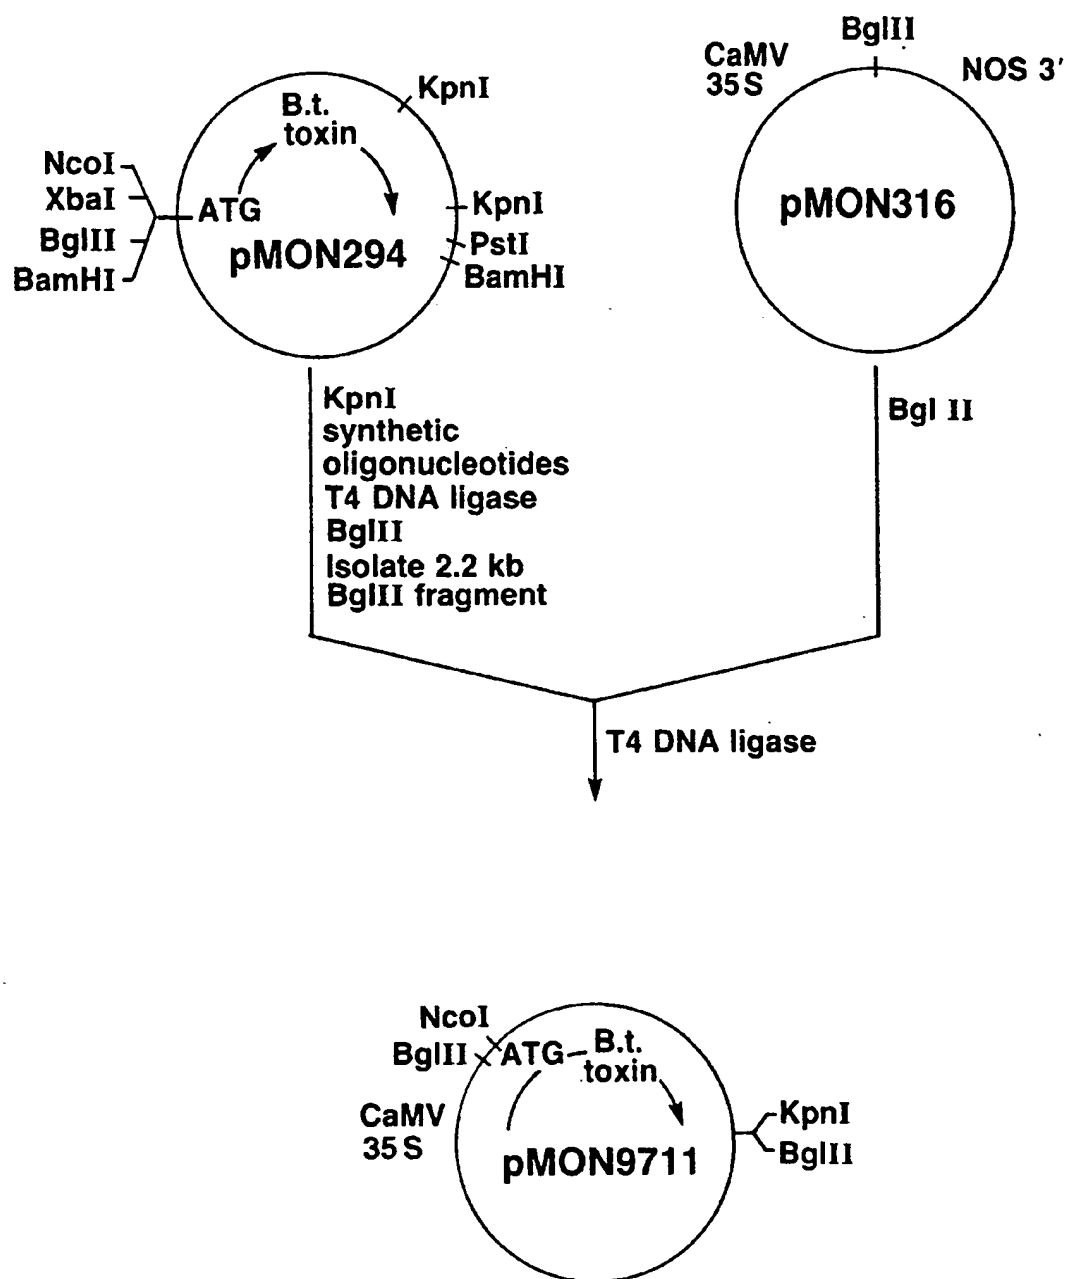 B.t.
toxin
KpnI
NcoI
XbaI
BglII
BamHI
ATG
pMON294
KpnI
PstI
BamHI
CaMV
35S
BglII
NOS 3'
pMON316
KpnI
synthetic
oligonucleotides
T4 DNA ligase
BglII
Isolate 2.2 kb
BglII fragment
Bgl II
T4 DNA ligase
NcoI
BglII
ATG
B.t.
toxin
CaMV
35S
pMON9711
KpnI
BglII